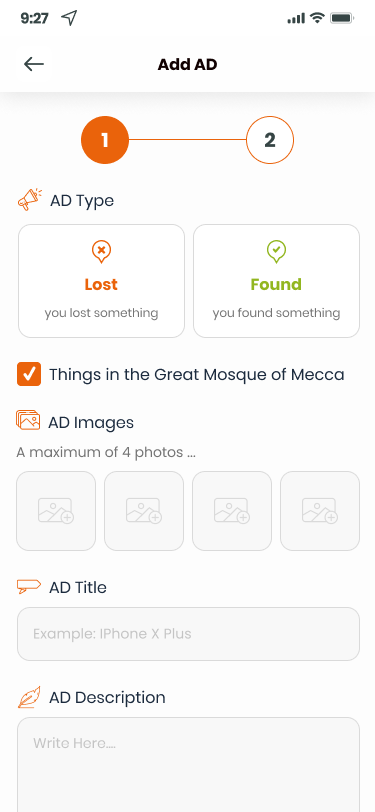 9:27
Add AD
1
2
AD Type
Lost
you lost something
Found
you found something
Things in the Great Mosque of Mecca
AD Images
A maximum of 4 photos ...
AD Title
Example: IPhone X Plus
AD Description
Write Here....